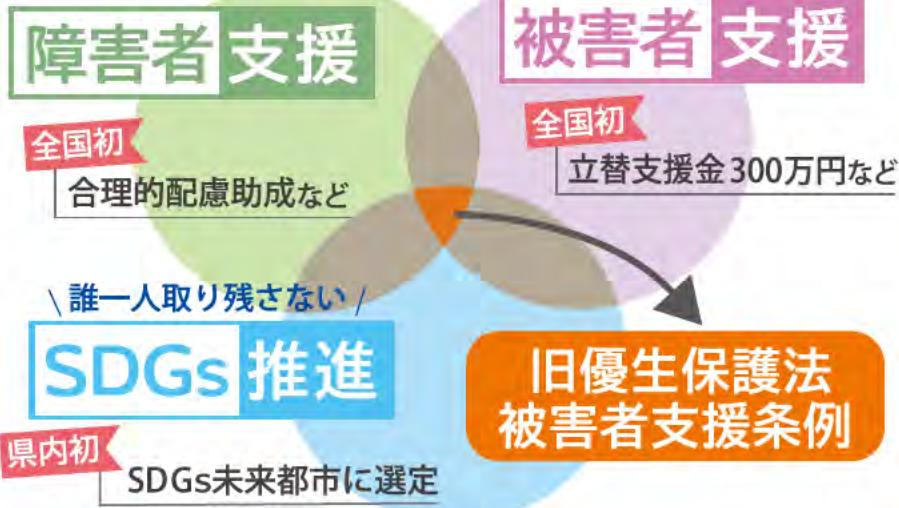 障害者支援
全国初
合理的配慮助成など
被害者支援
全国初
立替支援金300万円など
\ 誰一人取り残さない /
SDGs推進
県内初
SDGs未来都市に選定
旧優生保護法
被害者支援条例